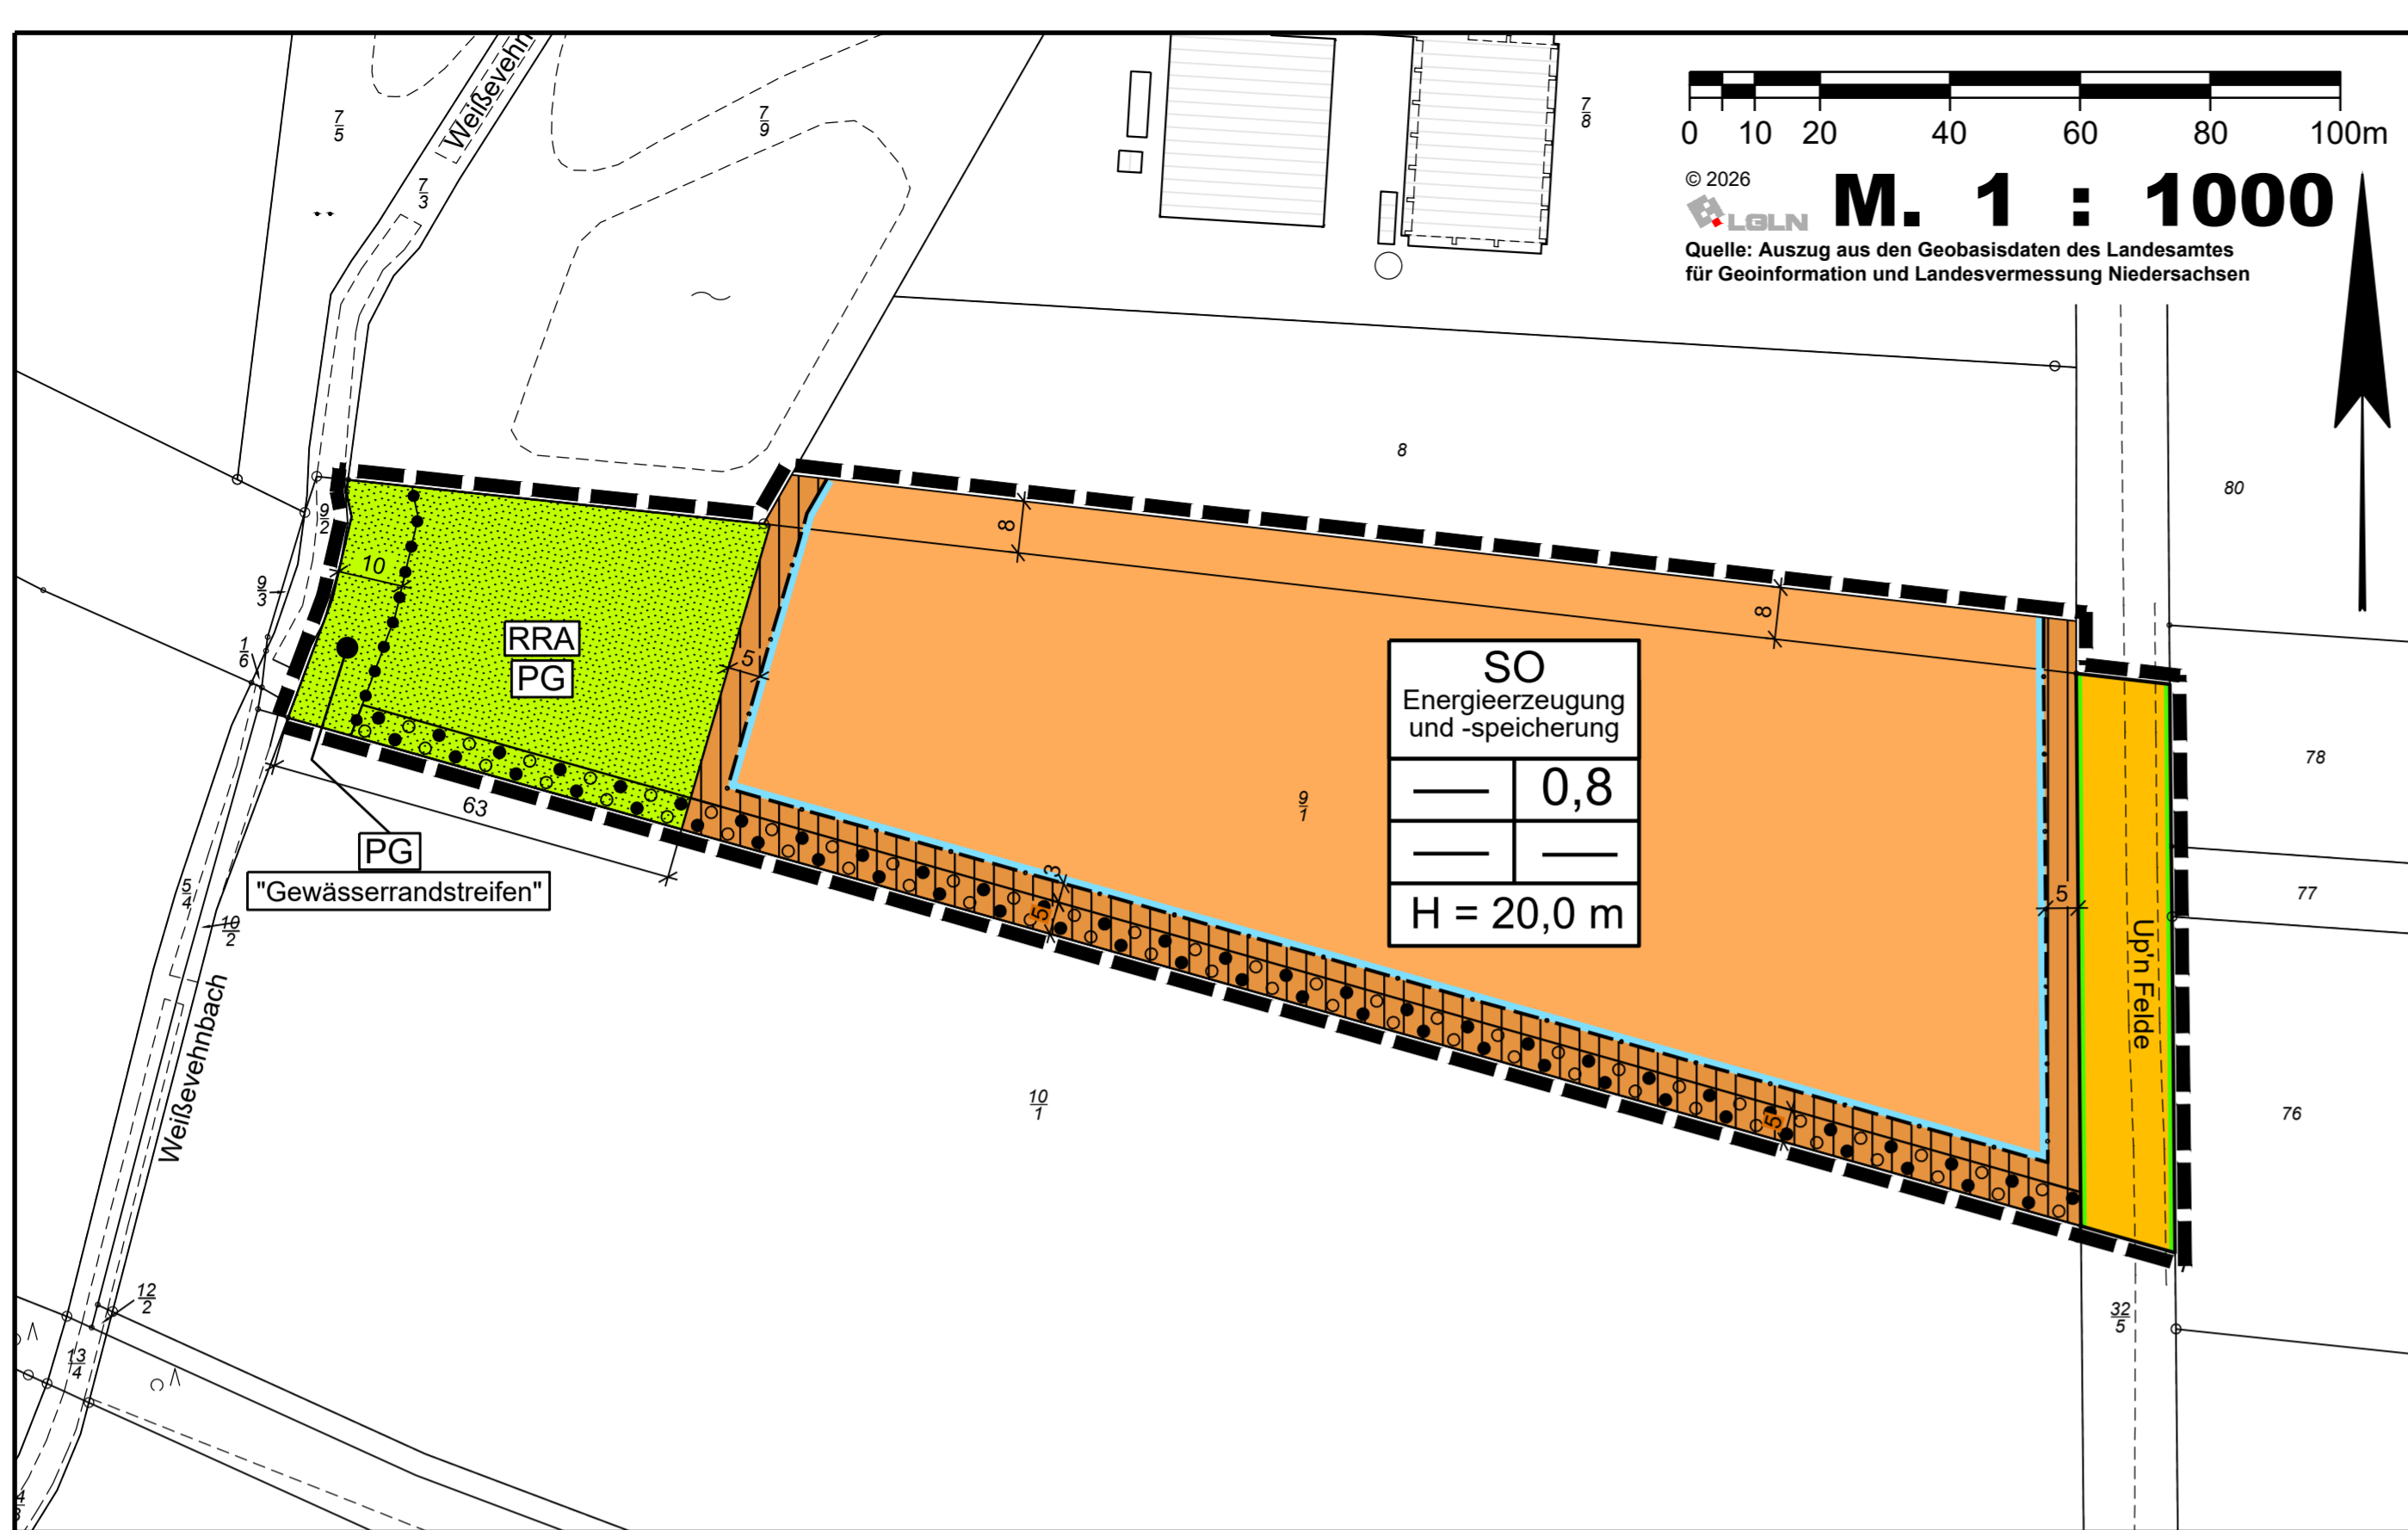 Weißevehn
7
5
7
9
7
8
7
3
0 10 20 40 60 80 100m
© 2026
LGLN
M. 1 : 1000
Quelle: Auszug aus den Geobasisdaten des Landesamtes
für Geoinformation und Landesvermessung Niedersachsen
8
80
9
2
8
10
9
3
8
RRA
PG
1
6
5
SO
Energieerzeugung
und -speicherung
0,8
H = 20,0 m
9
1
78
63
PG
"Gewässerrandstreifen"
3
5
5
77
5
4
10
2
Up'n Felde
Weißevehnbach
10
1
5
76
12
2
32
5
13
4